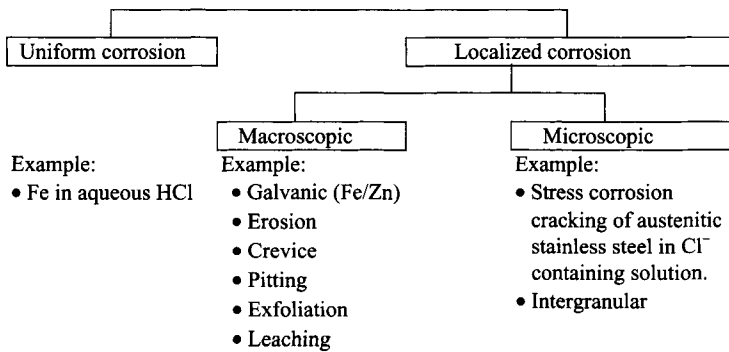 Uniform corrosion
Localized corrosion
Macroscopic
Microscopic
Example:
• Fe in aqueous HCl
Example:
• Galvanic (Fe/Zn)
• Erosion
• Crevice
• Pitting
• Exfoliation
• Leaching
Example:
• Stress corrosion
cracking of austenitic
stainless steel in Cl⁻
containing solution.
• Intergranular